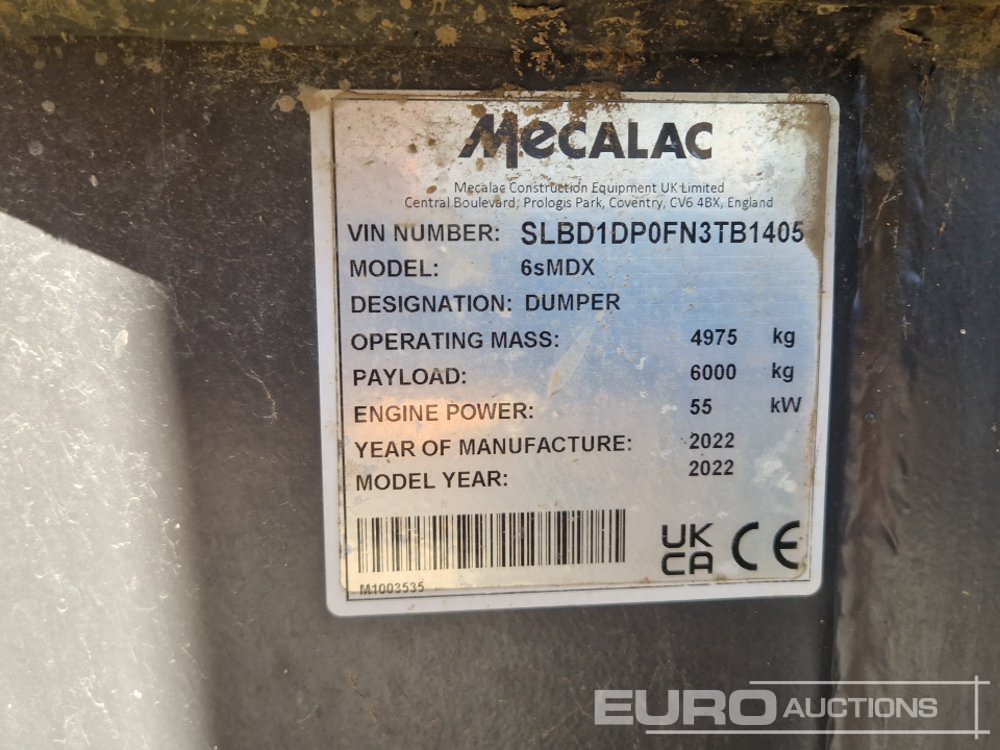 MeCALAC
Mecalac Construction Equipment UK Limited
Central Boulevard, Prologis Park, Coventry, CV6 4BX, England
VIN NUMBER: SLBD1DP0FN3TB1405
MODEL: 6sMDX
DESIGNATION: DUMPER
OPERATING MASS: 4975 kg
PAYLOAD: 6000 kg
ENGINE POWER: 55 kW
YEAR OF MANUFACTURE: 2022
MODEL YEAR: 2022
UK
CA CE
M1003535
EURO AUCTIONS